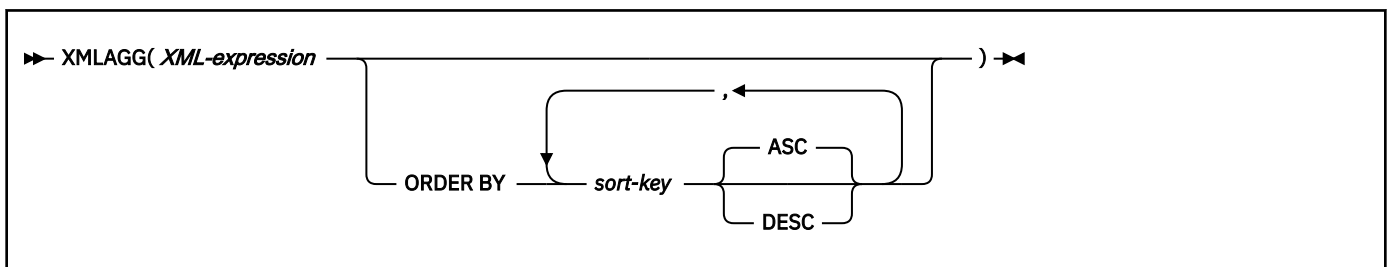 XMLAGG( XML-expression )
,
ASC
ORDER BY sort-key
DESC